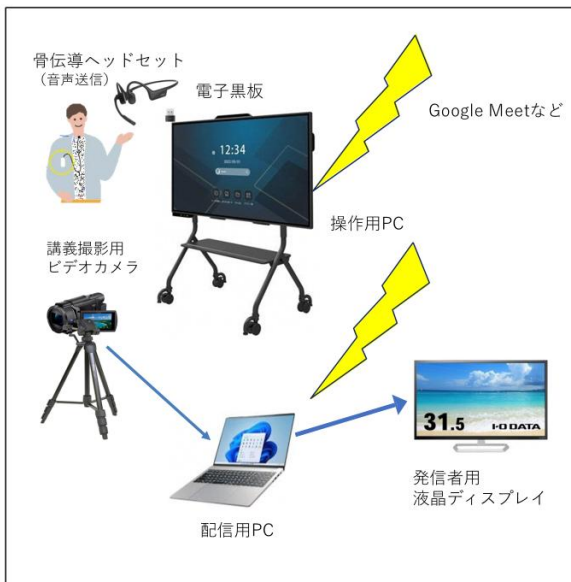 骨伝導ヘッドセット
（音声送信）
電子黒板
Google Meetなど
12:34
操作用PC
講義撮影用
ビデオカメラ
31.5
I-O DATA
発信者用
液晶ディスプレイ
配信用PC